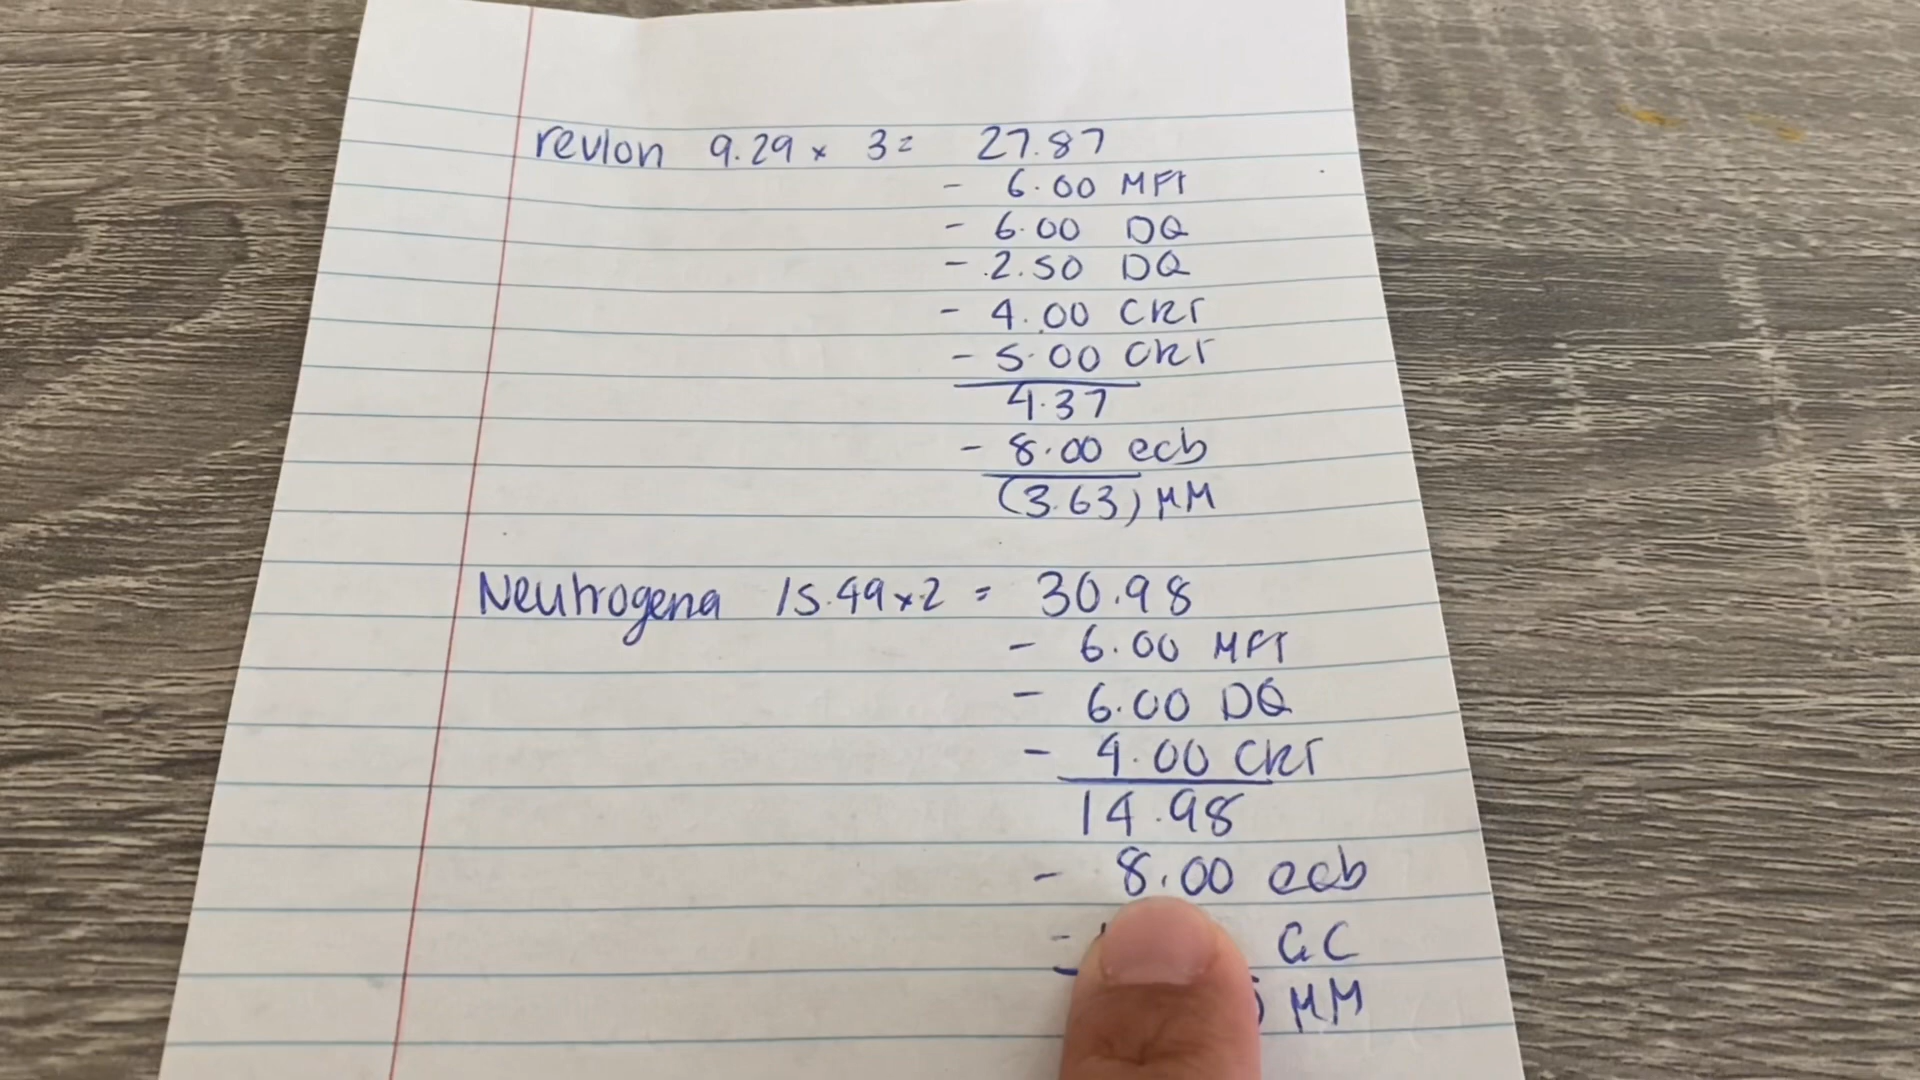 revlon 9.29 x 3 = 27.87
- 6.00 MFT
- 6.00 DQ
- 2.50 DQ
- 4.00 CRT
- 5.00 CRT
4.37
- 8.00 ecb
(3.63) MM
Neutrogena 15.49 x 2 = 30.98
- 6.00 MFT
- 6.00 DQ
- 4.00 CRT
14.98
- 8.00 ecb
- GC
) MM